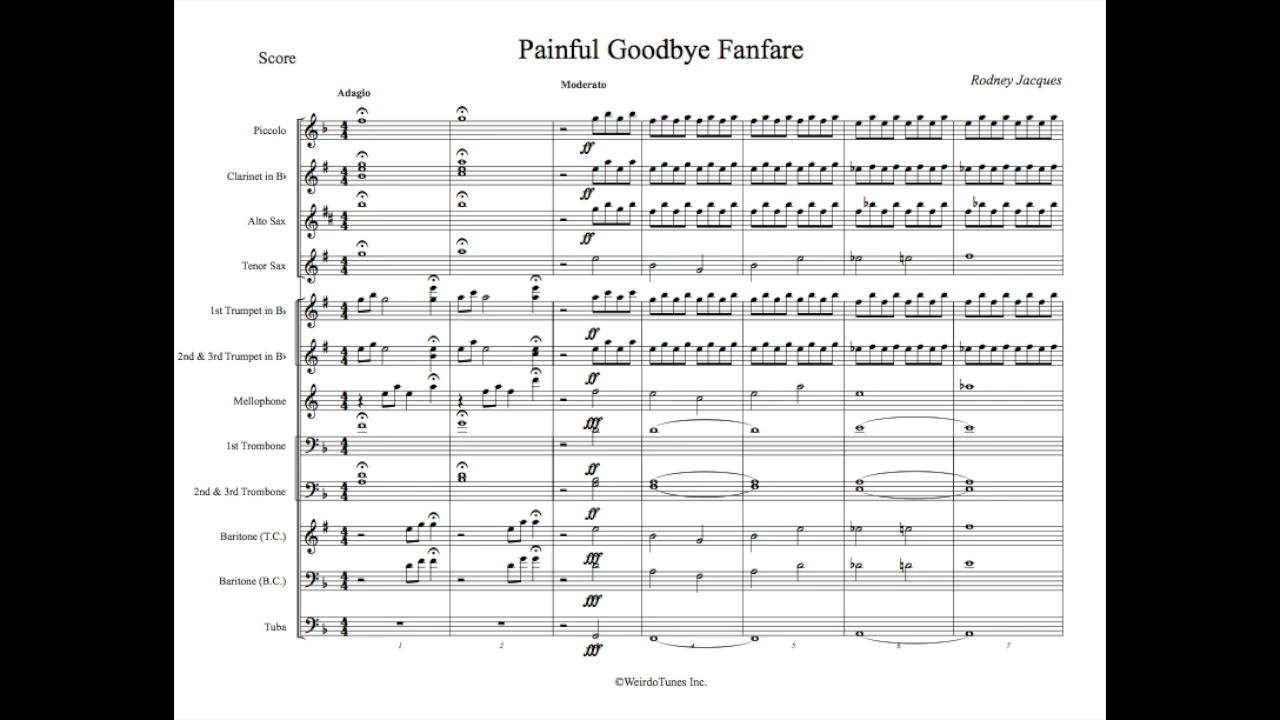 Painful Goodbye Fanfare
Score
Rodney Jacques
Moderato
Adagio
Piccolo
ff
Clarinet in B♭
ff
Alto Sax
ff
Tenor Sax
1st Trumpet in B♭
ff
2nd & 3rd Trumpet in B♭
ff
Mellophone
fff
1st Trombone
ff
2nd & 3rd Trombone
ff
Baritone (T.C.)
fff
Baritone (B.C.)
fff
Tuba
fff
1 2 4 5 6 7
©WeirdoTunes Inc.